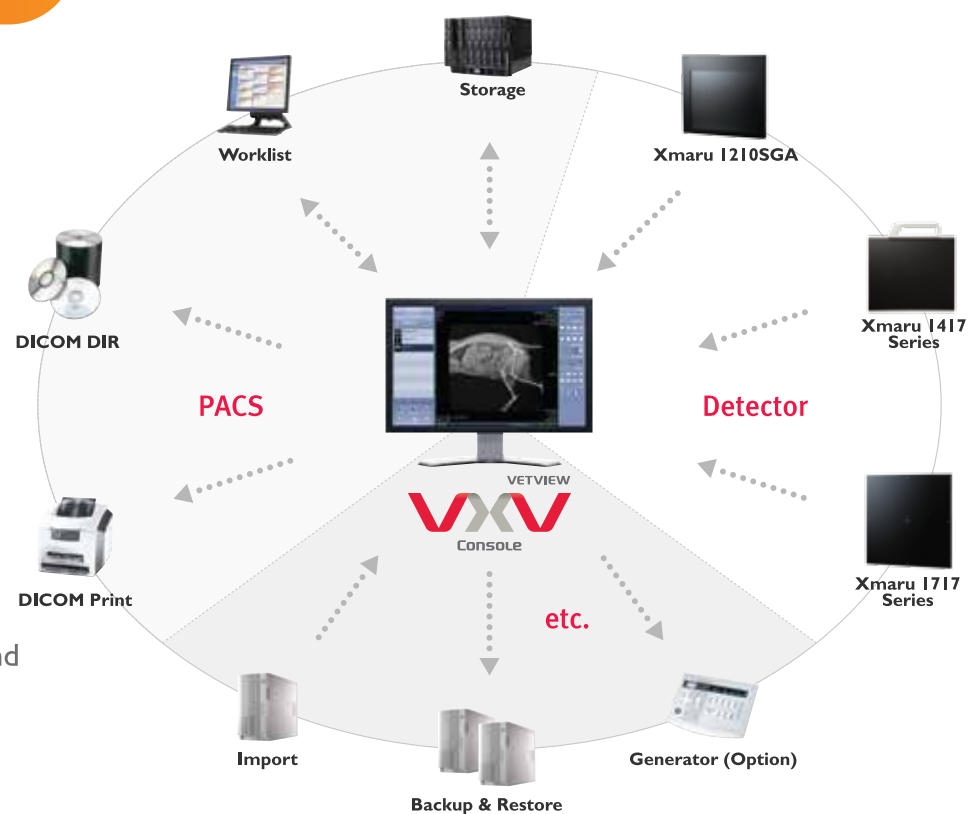 Storage
Worklist
Xmaru 1210SGA
DICOM DIR
Xmaru 1417
Series
PACS
Detector
VETVIEW
VXV
Console
DICOM Print
Xmaru 1717
Series
etc.
nd
Import
Generator (Option)
Backup & Restore